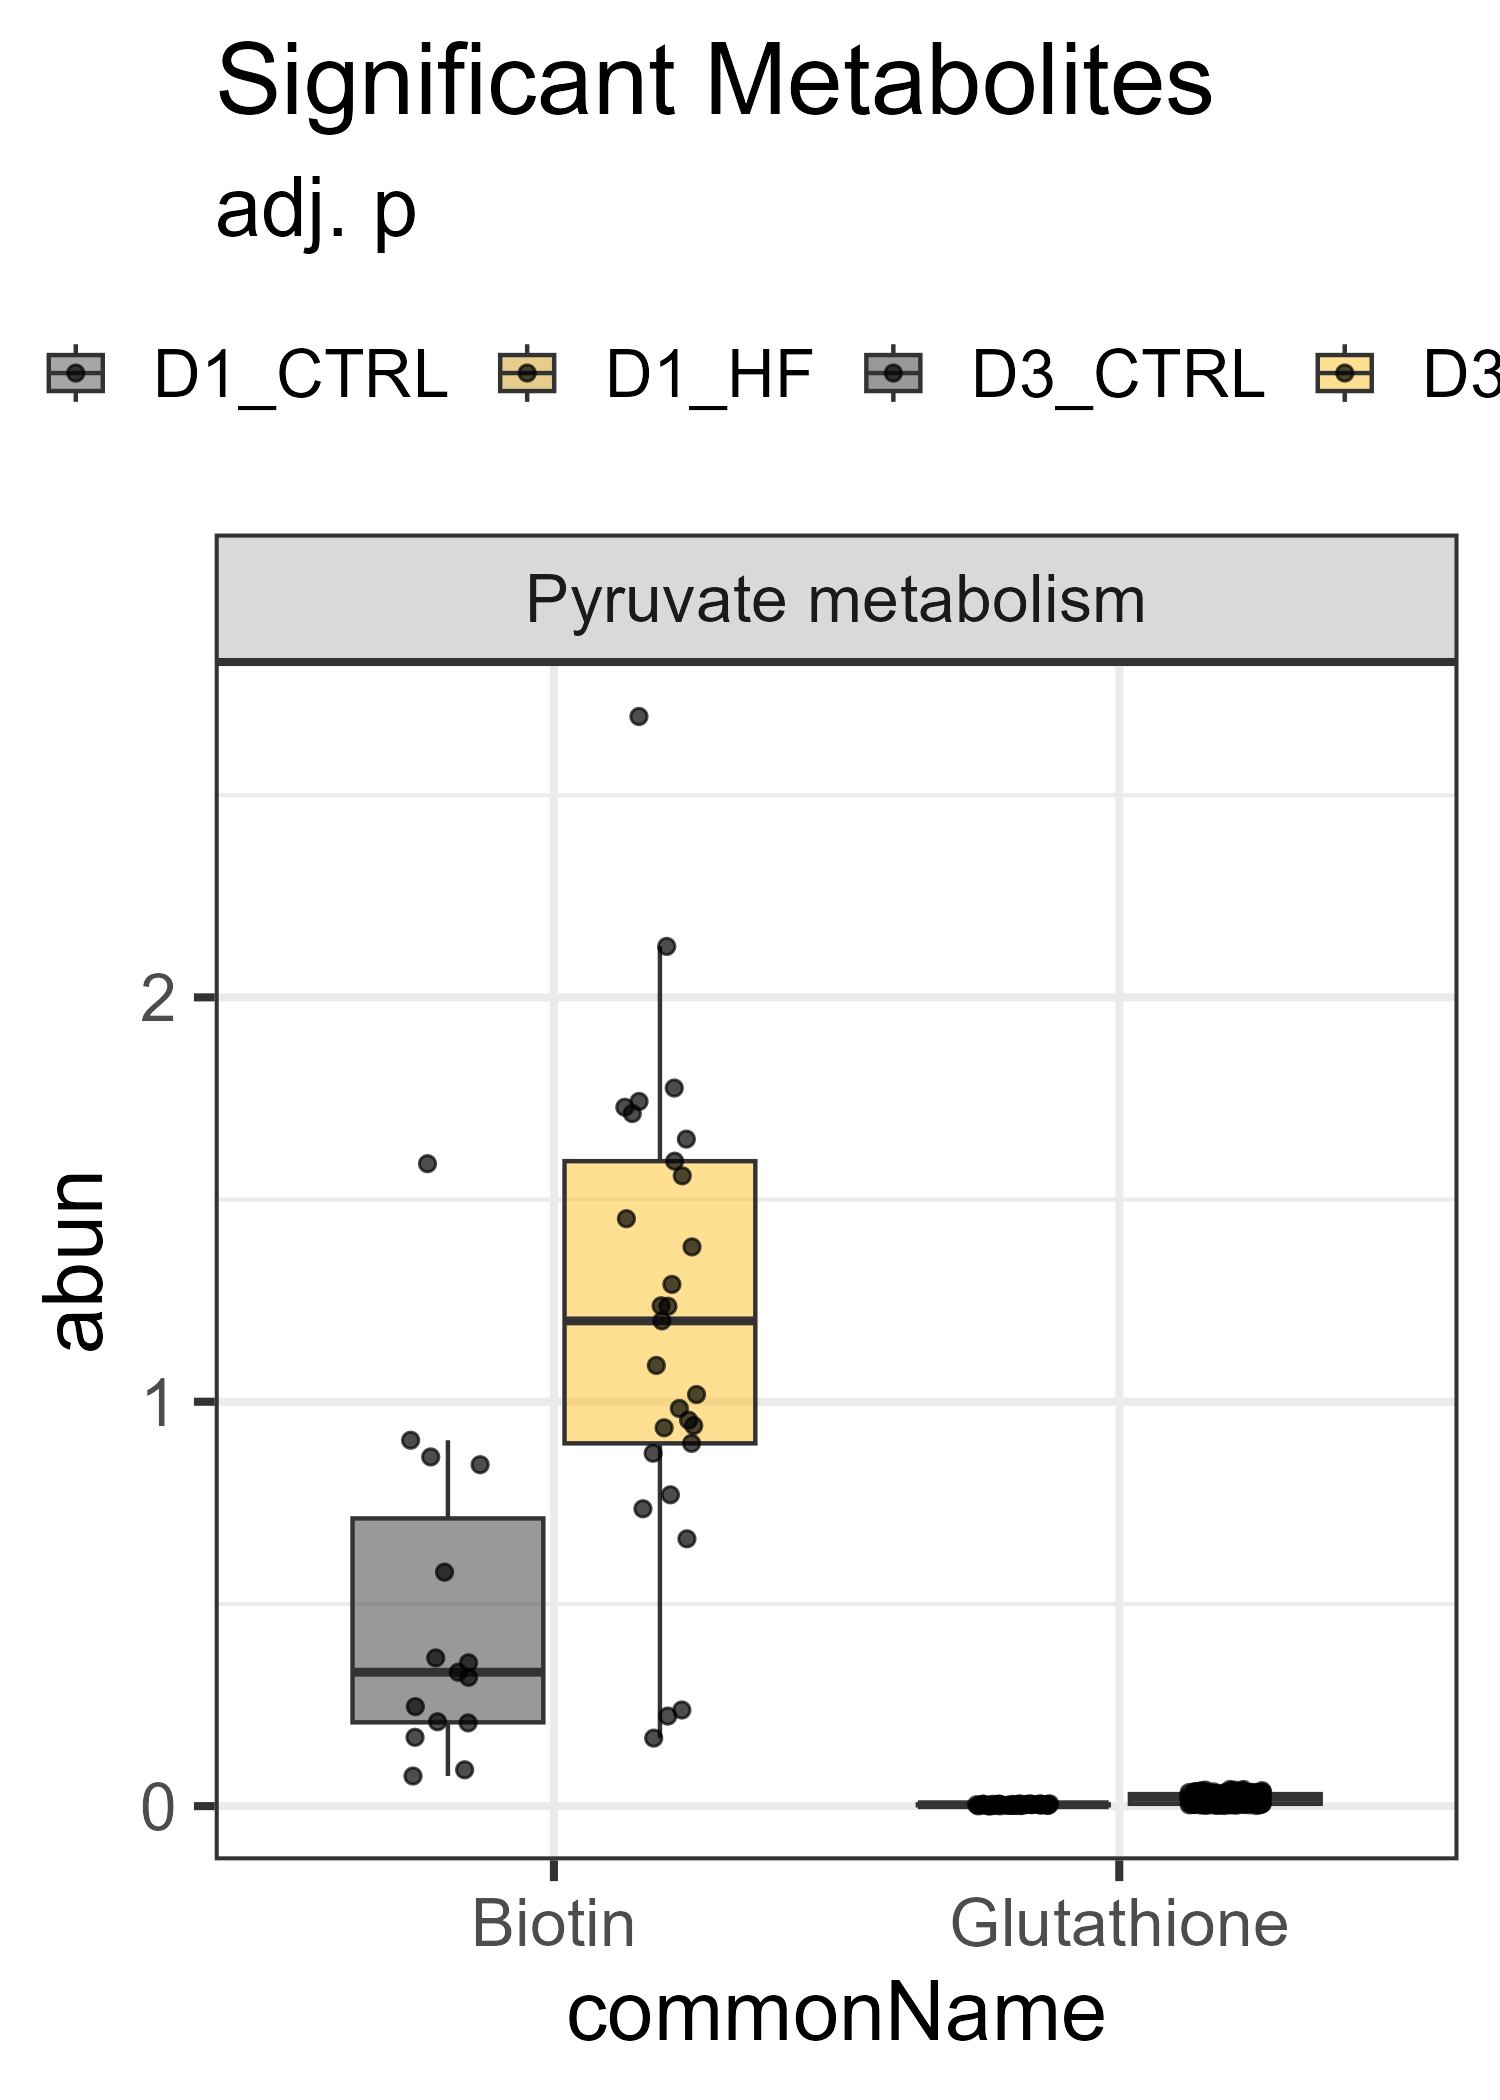 Significant Metabolites
adj. p
D1_CTRL D1_HF D3_CTRL D3
Pyruvate metabolism
2
1
0
abun
Biotin Glutathione
commonName